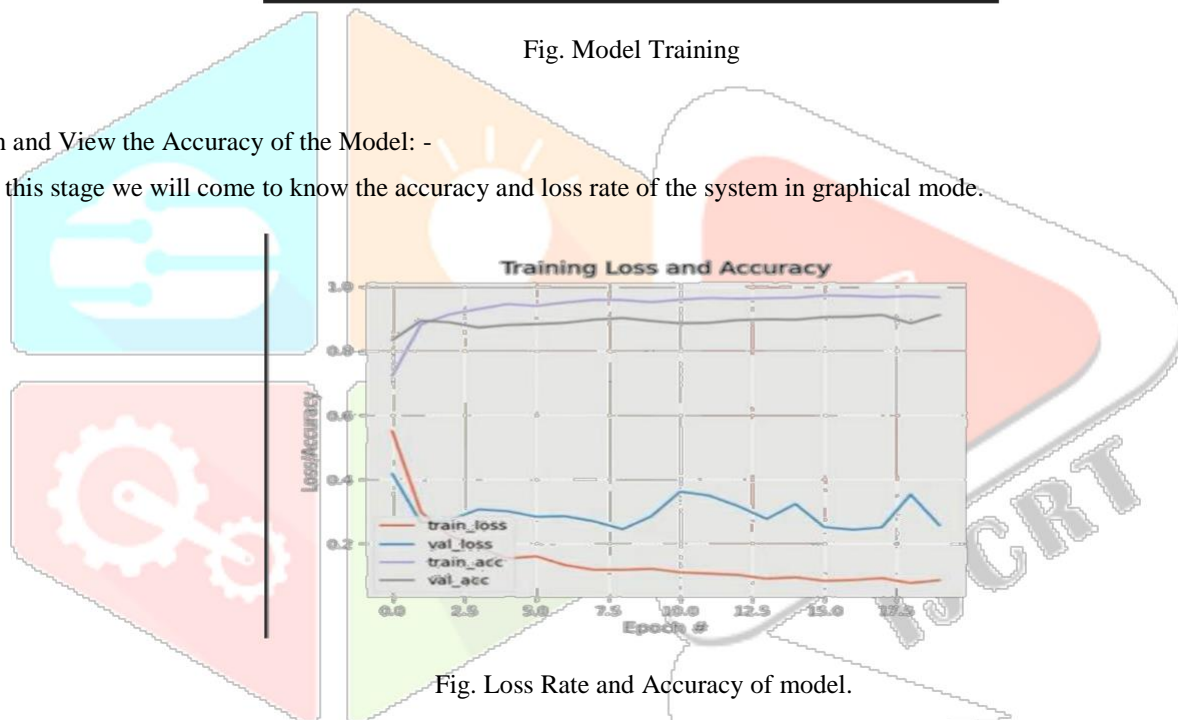 Fig. Model Training
n and View the Accuracy of the Model: -
this stage we will come to know the accuracy and loss rate of the system in graphical mode.
Training Loss and Accuracy
1.0
0.8
0.6
0.4
0.2
Loss/Accuracy
train_loss
val_loss
train_acc
val_acc
0.0 2.5 5.0 7.5 10.0 12.5 15.0 17.5
Epoch #
IJCRT
Fig. Loss Rate and Accuracy of model.